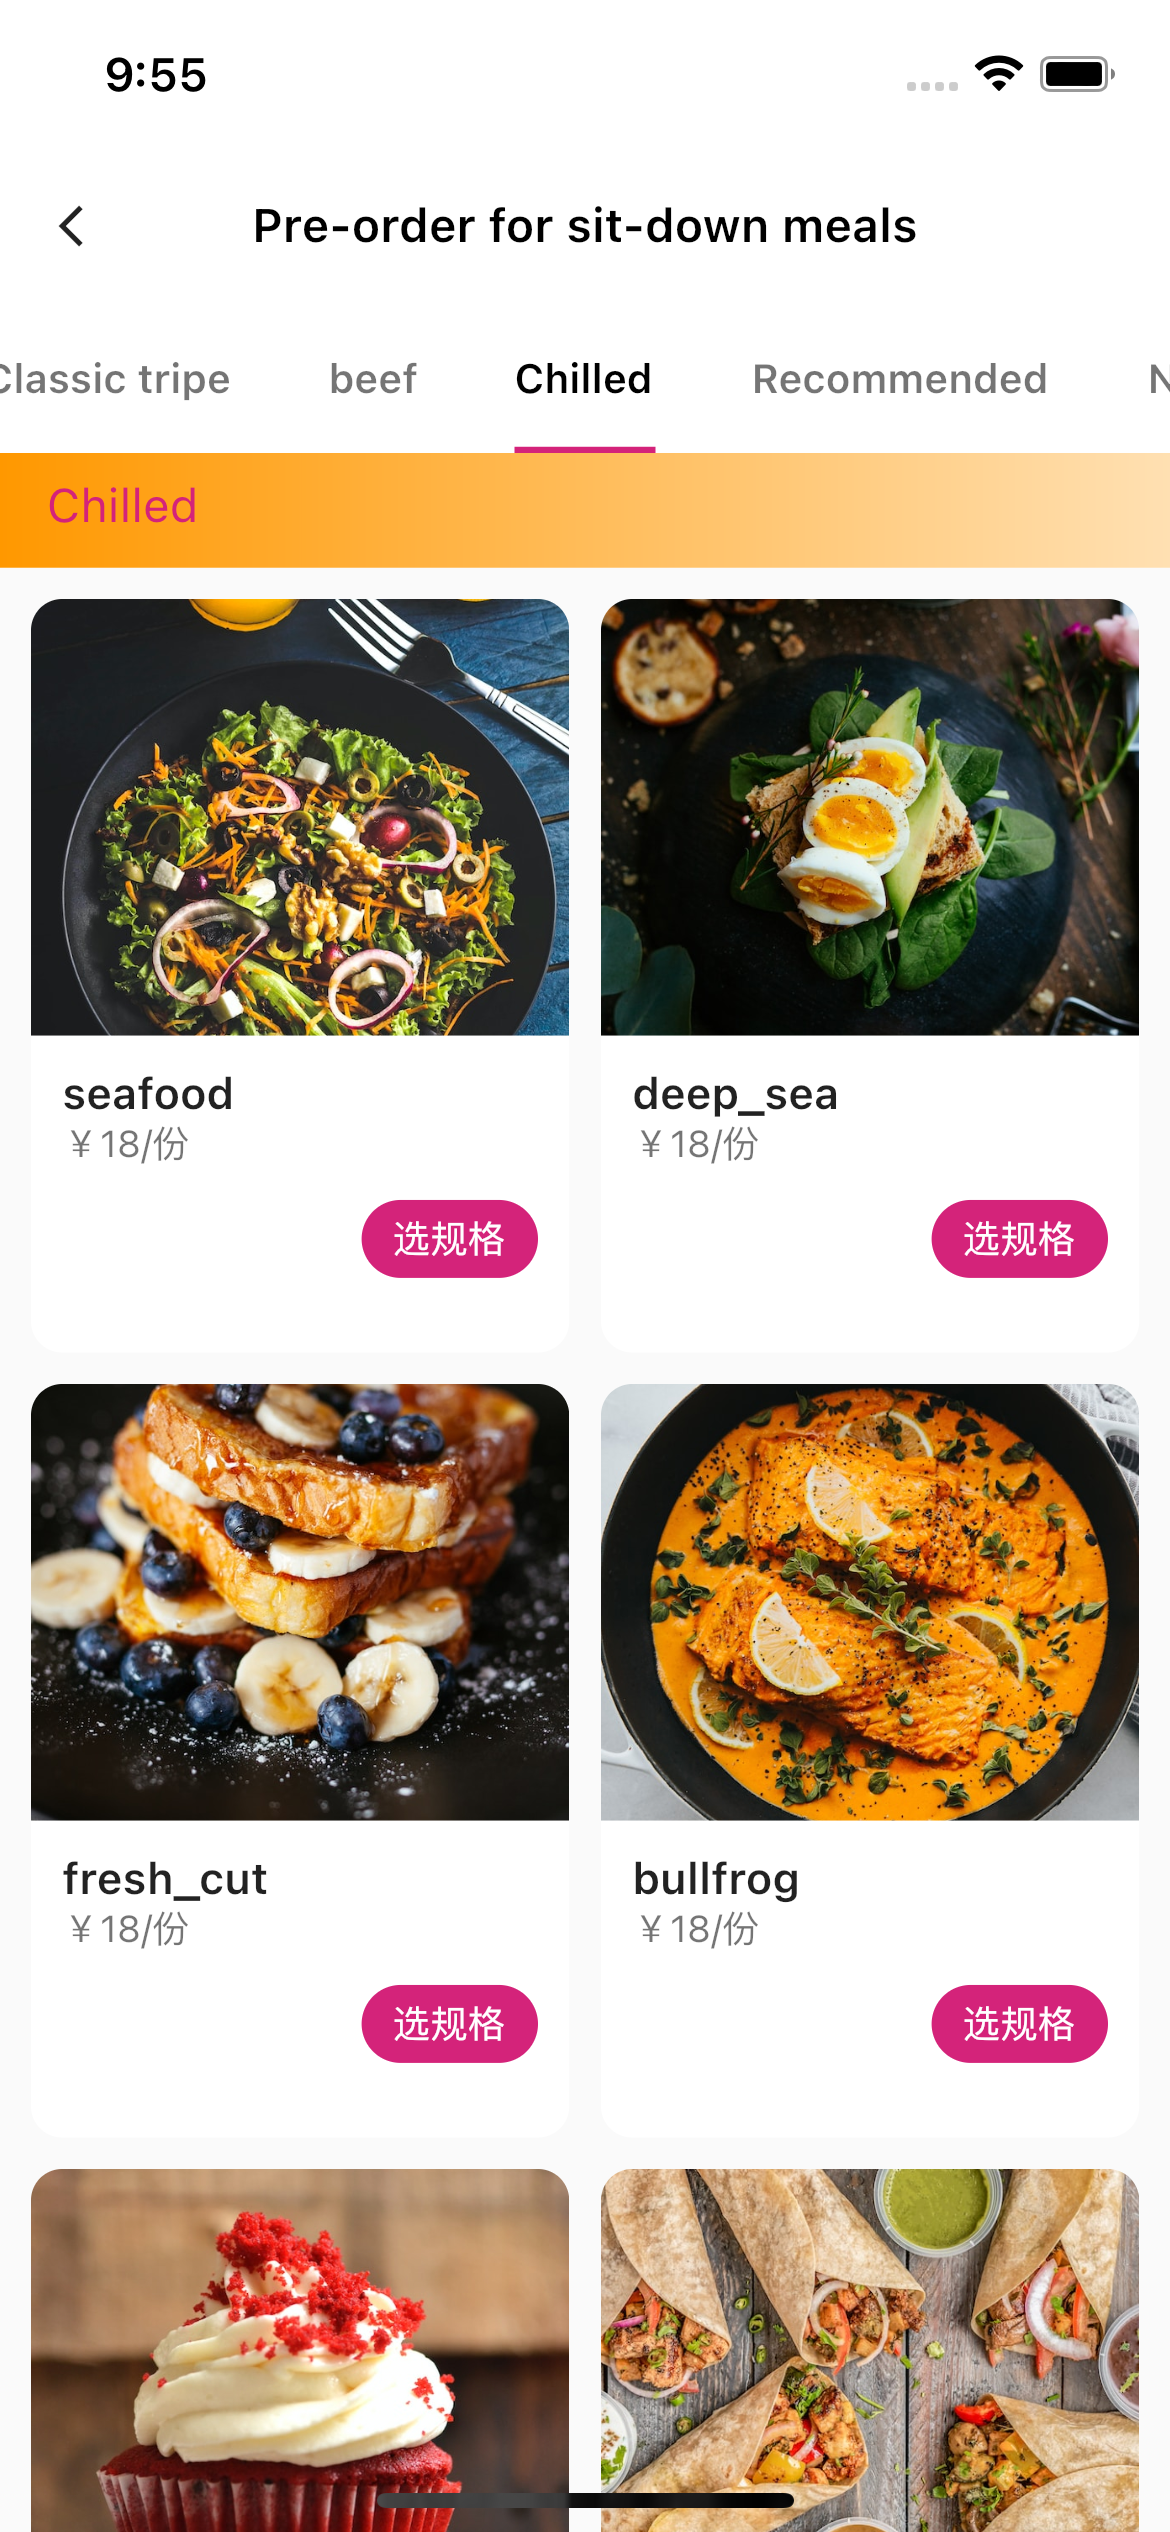 9:55
Pre-order for sit-down meals
Classic tripe beef Chilled Recommended
Chilled
seafood
¥ 18/份
选规格
deep_sea
¥ 18/份
选规格
fresh_cut
¥ 18/份
选规格
bullfrog
¥ 18/份
选规格